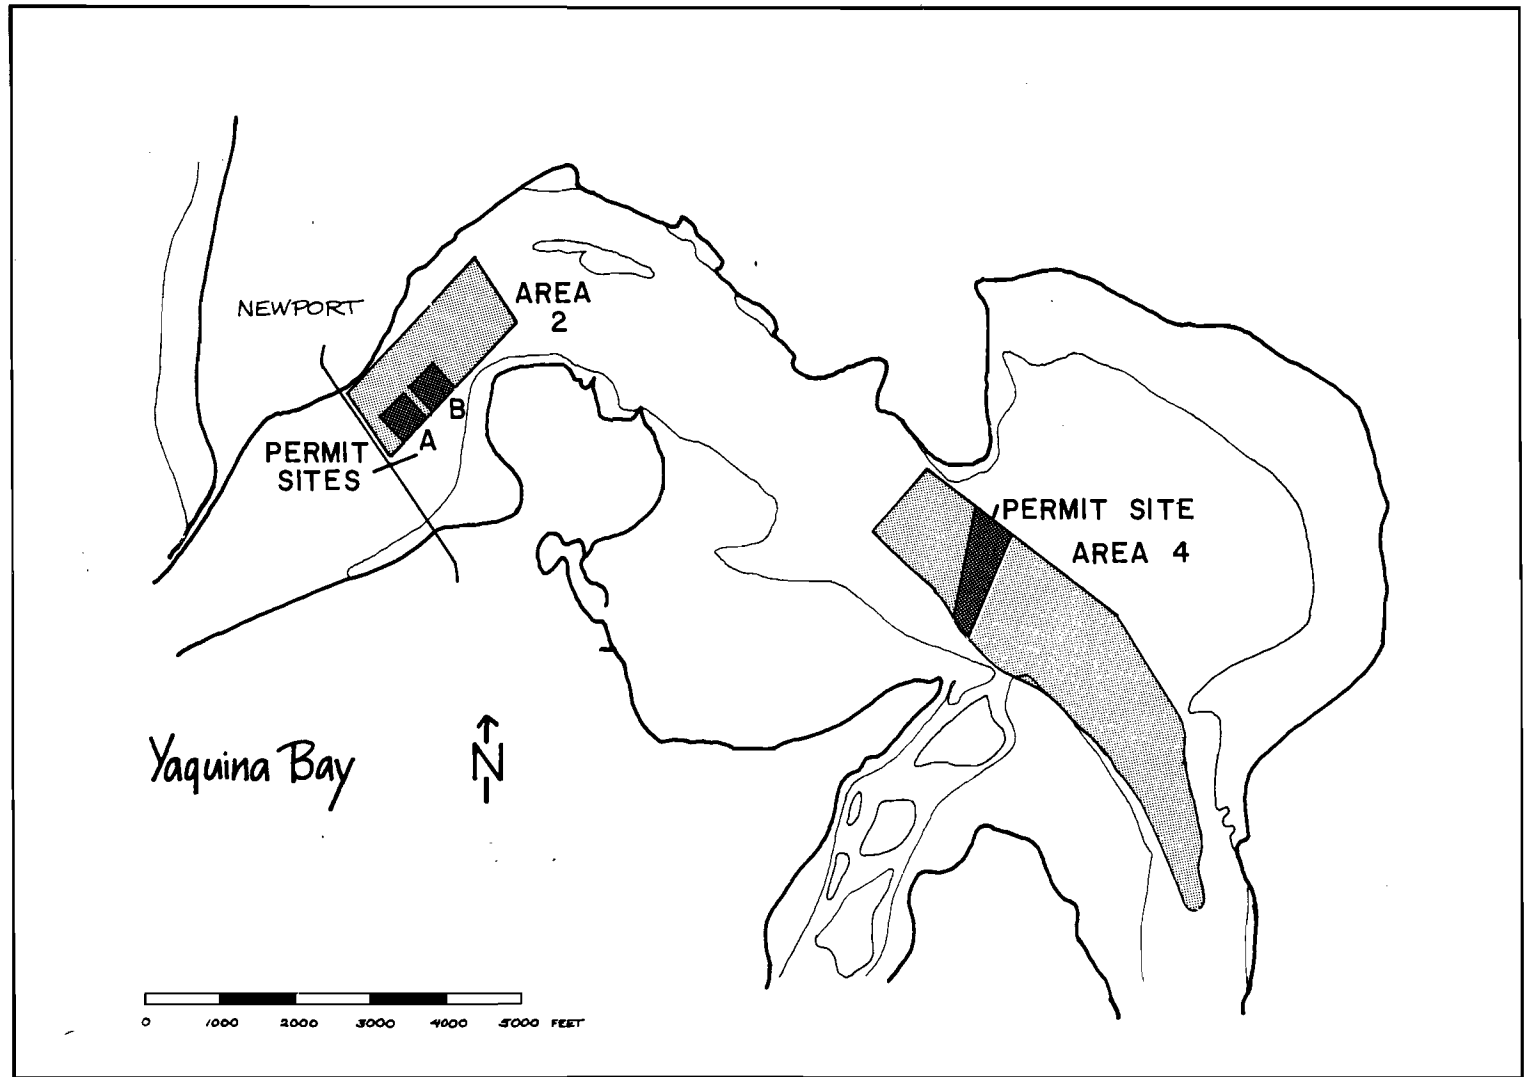 NEWPORT
AREA
2
B
A
PERMIT
SITES
PERMIT SITE
AREA 4
Yaquina Bay
N
0 1000 2000 3000 4000 5000 FEET